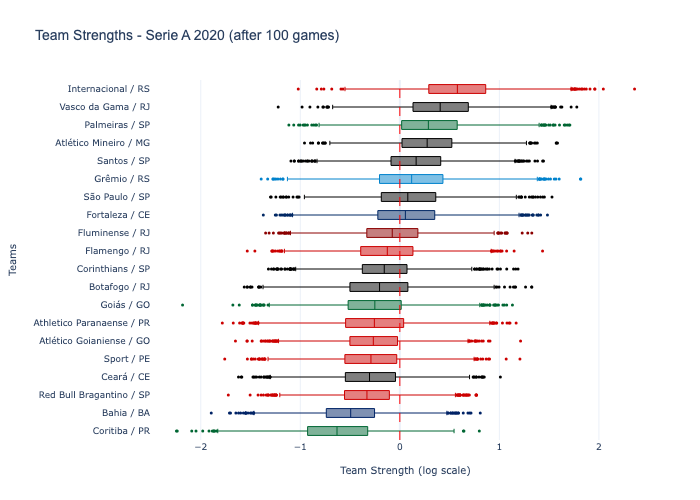 Team Strengths - Serie A 2020 (after 100 games)
Internacional / RS
Vasco da Gama / RJ
Palmeiras / SP
Atlético Mineiro / MG
Santos / SP
Grêmio / RS
São Paulo / SP
Fortaleza / CE
Fluminense / RJ
Flamengo / RJ
Corinthians / SP
Botafogo / RJ
Goiás / GO
Athletico Paranaense / PR
Atlético Goianiense / GO
Sport / PE
Ceará / CE
Red Bull Bragantino / SP
Bahia / BA
Coritiba / PR
Teams
−2 −1 0 1 2
Team Strength (log scale)